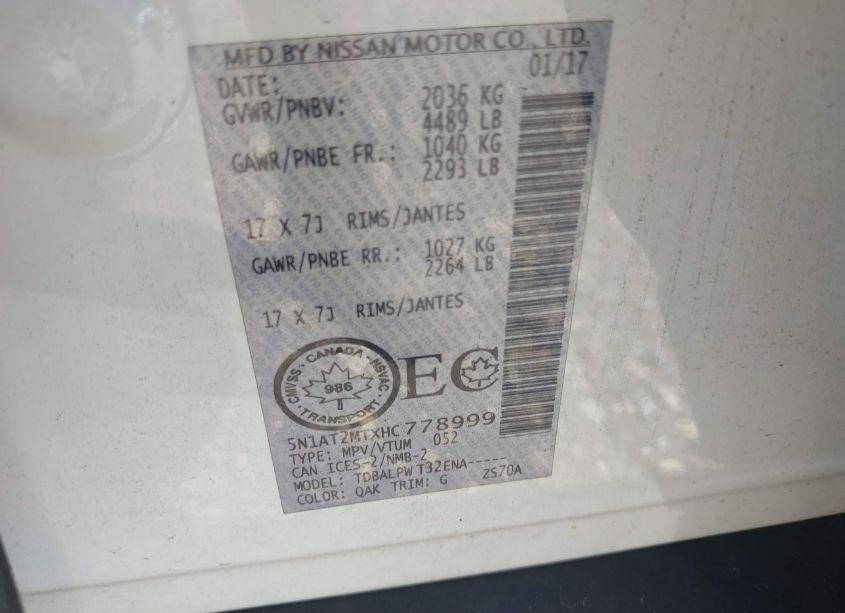 MFD BY NISSAN MOTOR CO., LTD.
DATE: 01/17
GVWR/PNBV: 2036 KG
4489 LB
GAWR/PNBE FR.: 1040 KG
2293 LB
17 X 7J RIMS/JANTES
GAWR/PNBE RR.: 1027 KG
2264 LB
17 X 7J RIMS/JANTES
CMVSS · CANADA · NSVAC · TRANSPORT ·
986
EC
5N1AT2MTXHC778999
TYPE: MPV/VTUM 052
CAN ICES-2/NMB-2
MODEL: TDBALPWT32ENA-----
COLOR: QAK TRIM: G ZS70A